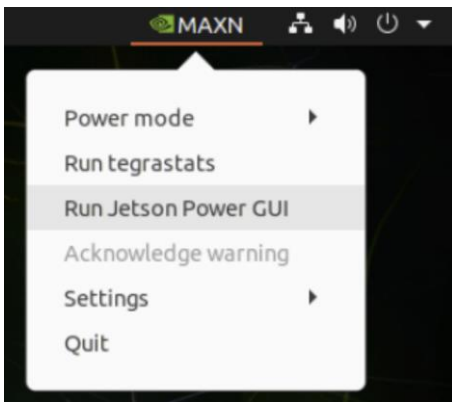 MAXN
Power mode
Run tegrastats
Run Jetson Power GUI
Acknowledge warning
Settings
Quit